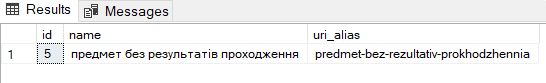 Results Messages
id name uri_alias
1 5 предмет без результатів проходження predmet-bez-rezultativ-prokhodzhennia